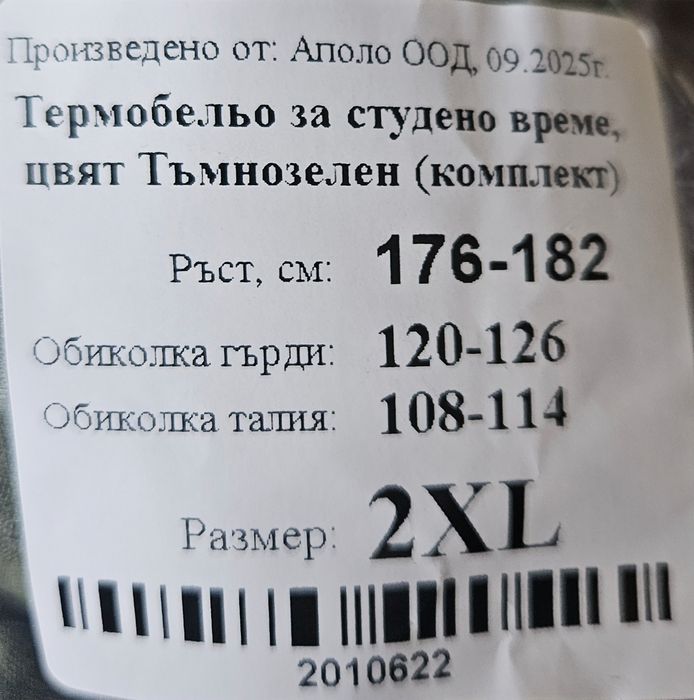 Произведено от: Аполо ООД, 09.2025г.
Термобельо за студено време,
цвят Тъмнозелен (комплект)
Ръст, см: 176-182
Обиколка гърди: 120-126
Обиколка талия: 108-114
Размер: 2XL
2010622